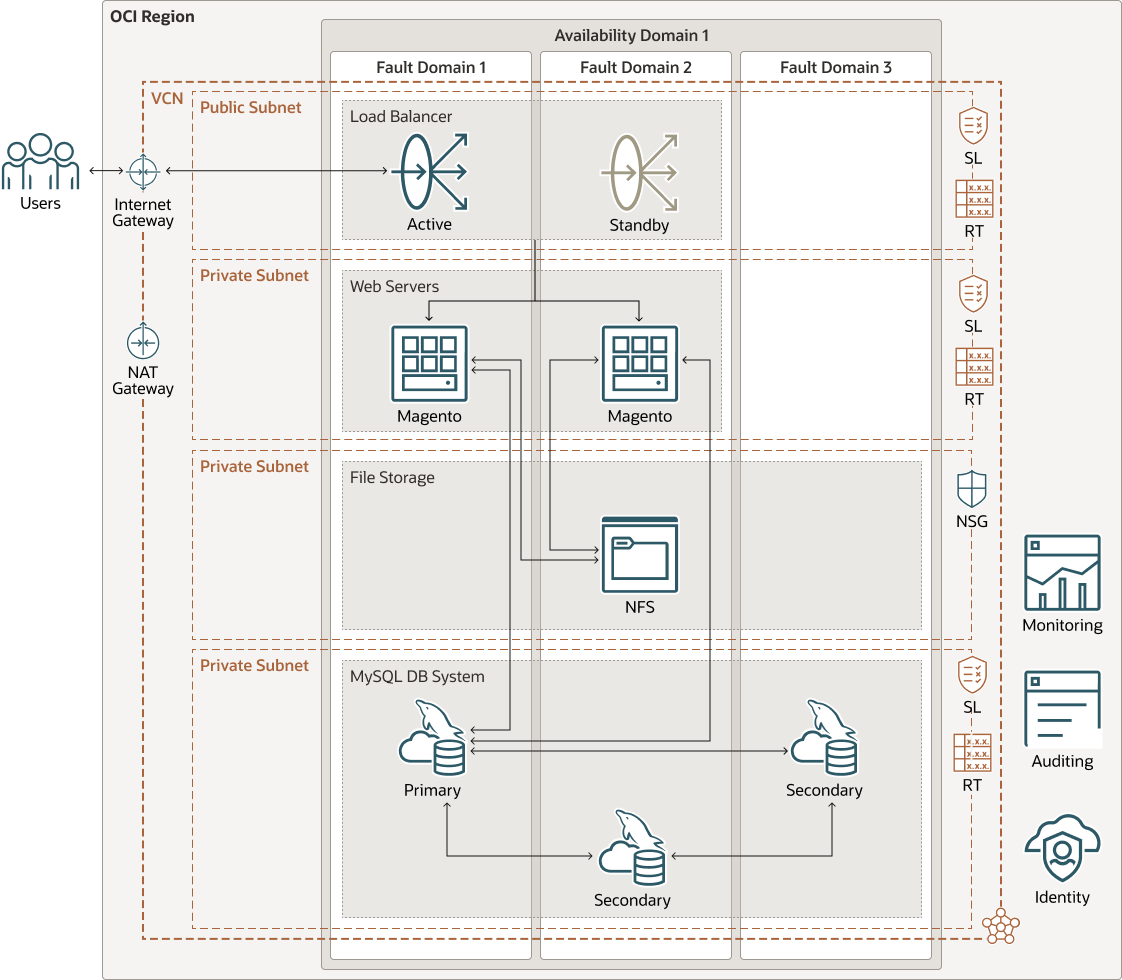 OCI Region
Availability Domain 1
Fault Domain 1
Fault Domain 2
Fault Domain 3
VCN
Public Subnet
Load Balancer
Active
Standby
SL
x.x.x.
x.x.x.
x.x.x.
RT
Users
Internet
Gateway
Private Subnet
Web Servers
Magento
Magento
SL
x.x.x.
x.x.x.
x.x.x.
RT
NAT
Gateway
Private Subnet
File Storage
NFS
NSG
Monitoring
Private Subnet
MySQL DB System
Primary
Secondary
Secondary
SL
x.x.x.
x.x.x.
x.x.x.
RT
Auditing
Identity